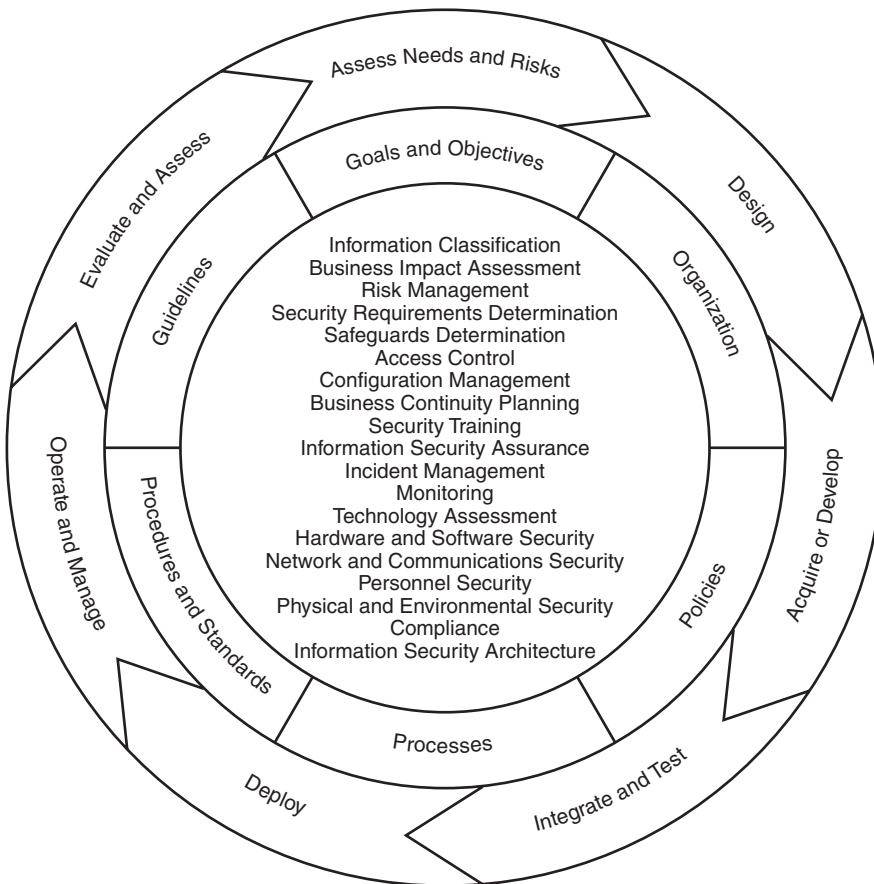 Assess Needs and Risks
Design
Acquire or Develop
Integrate and Test
Deploy
Operate and Manage
Evaluate and Assess
Goals and Objectives
Organization
Policies
Processes
Procedures and Standards
Guidelines
Information Classification
Business Impact Assessment
Risk Management
Security Requirements Determination
Safeguards Determination
Access Control
Configuration Management
Business Continuity Planning
Security Training
Information Security Assurance
Incident Management
Monitoring
Technology Assessment
Hardware and Software Security
Network and Communications Security
Personnel Security
Physical and Environmental Security
Compliance
Information Security Architecture